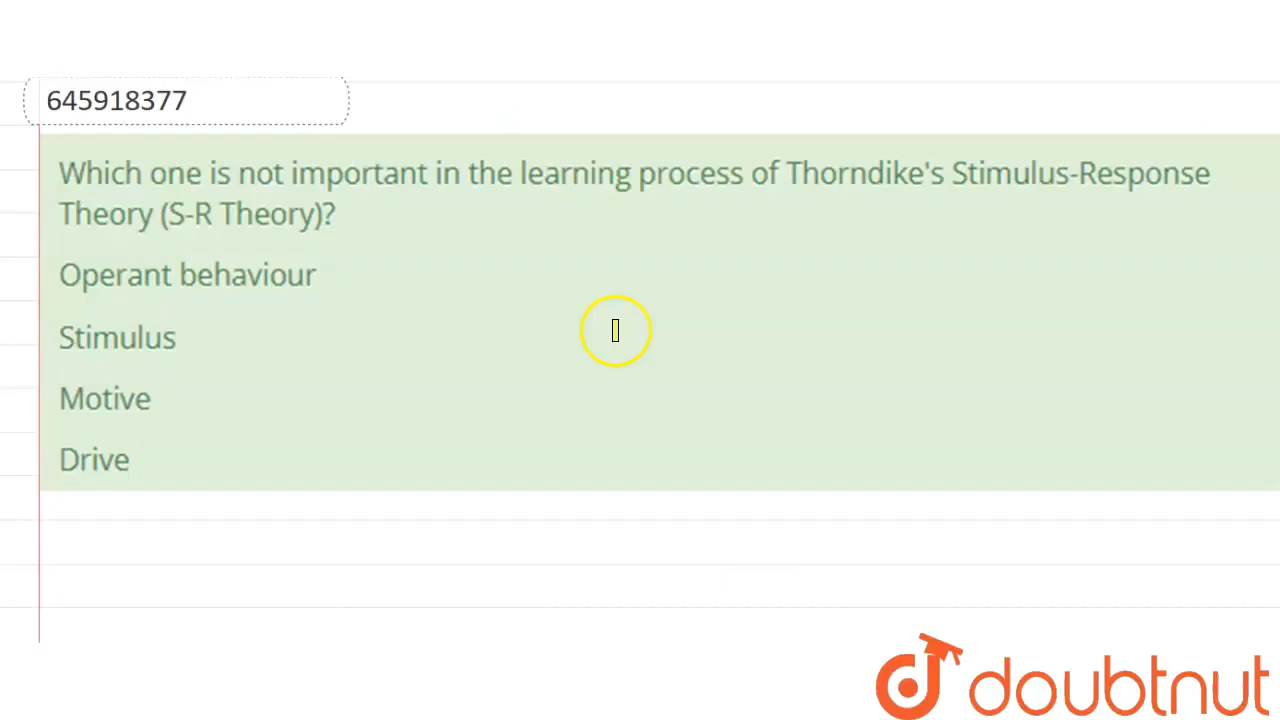 645918377
Which one is not important in the learning process of Thorndike's Stimulus-Response
Theory (S-R Theory)?
Operant behaviour
Stimulus
Motive
Drive
doubtnut